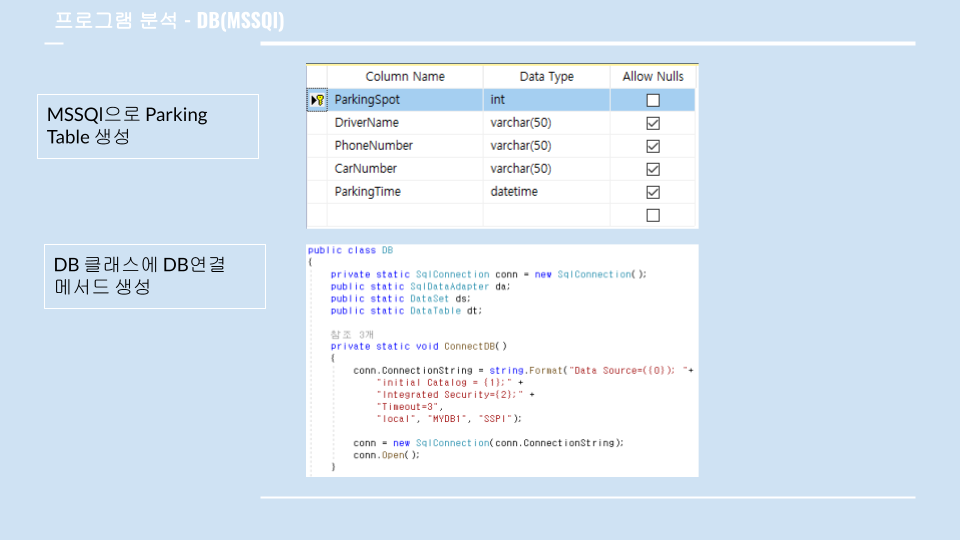 프로그램 분석 - DB(MSSQl)
MSSQl으로 Parking
Table 생성
Column Name Data Type Allow Nulls
ParkingSpot int
DriverName varchar(50)
PhoneNumber varchar(50)
CarNumber varchar(50)
ParkingTime datetime
DB 클래스에 DB연결
메서드 생성
public class DB
{
private static SqlConnection conn = new SqlConnection();
public static SqlDataAdapter da;
public static DataSet ds;
public static DataTable dt;
참조 3개
private static void ConnectDB()
{
conn.ConnectionString = string.Format("Data Source=({0}); "+
"initial Catalog = {1};" +
"Integrated Security={2};" +
"Timeout=3",
"local", "MYDB1", "SSPI");
conn = new SqlConnection(conn.ConnectionString);
conn.Open();
}